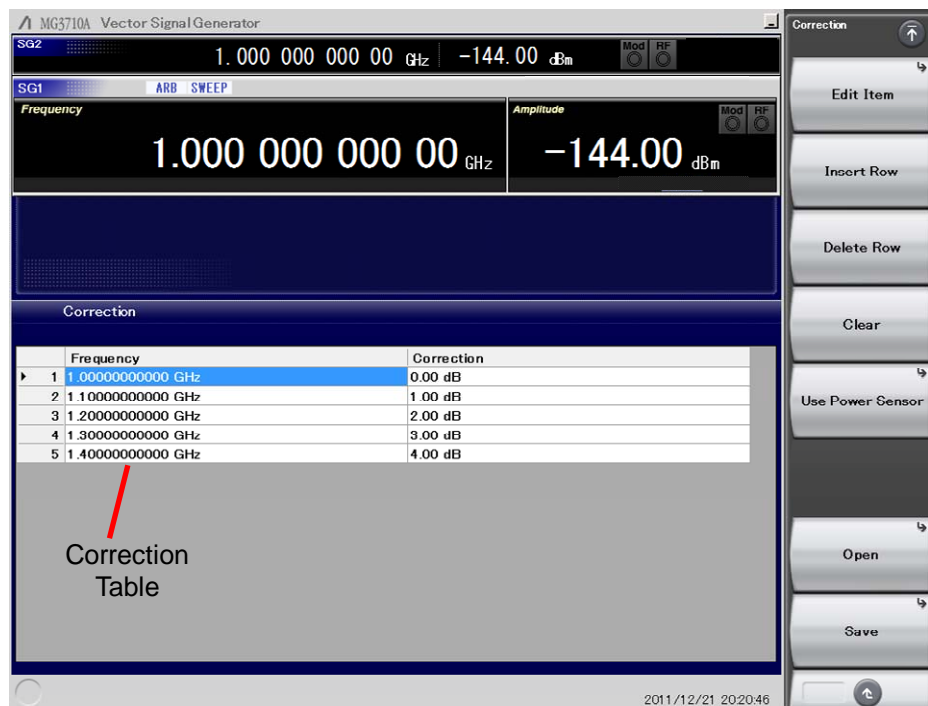 MG3710A Vector Signal Generator
SG2
1. 000 000 000 00 GHz
-144. 00 dBm
Mod RF
SG1
ARB SWEEP
Frequency
1.000 000 000 00 GHz
Amplitude
Mod RF
-144.00 dBm
Correction
Frequency Correction
1 1.00000000000 GHz 0.00 dB
2 1.10000000000 GHz 1.00 dB
3 1.20000000000 GHz 2.00 dB
4 1.30000000000 GHz 3.00 dB
5 1.40000000000 GHz 4.00 dB
Correction
Table
2011/12/21 20:20:46
Correction
Edit Item
Insert Row
Delete Row
Clear
Use Power Sensor
Open
Save